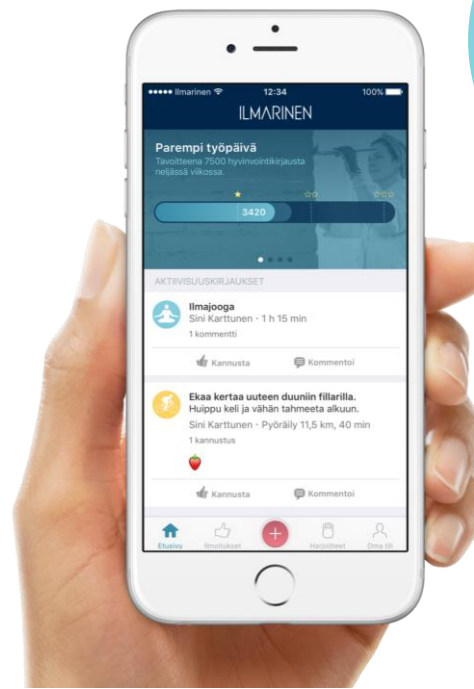 Ilmarinen 12:34 100%
ILMARINEN
Parempi työpäivä
Tavoitteena 7500 hyvinvointikirjausta
neljässä viikossa.
3420
AKTIIVISUUSKIRJAUKSET
Ilmajooga
Sini Karttunen · 1 h 15 min
1 kommentti
Kannusta Kommentoi
Ekaa kertaa uuteen duuniin fillarilla.
Huippu keli ja vähän tahmeeta alkuun.
Sini Karttunen · Pyöräily 11,5 km, 40 min
1 kannustus
Kannusta Kommentoi
Etusivu Ilmoitukset Harjoitteet Oma tili